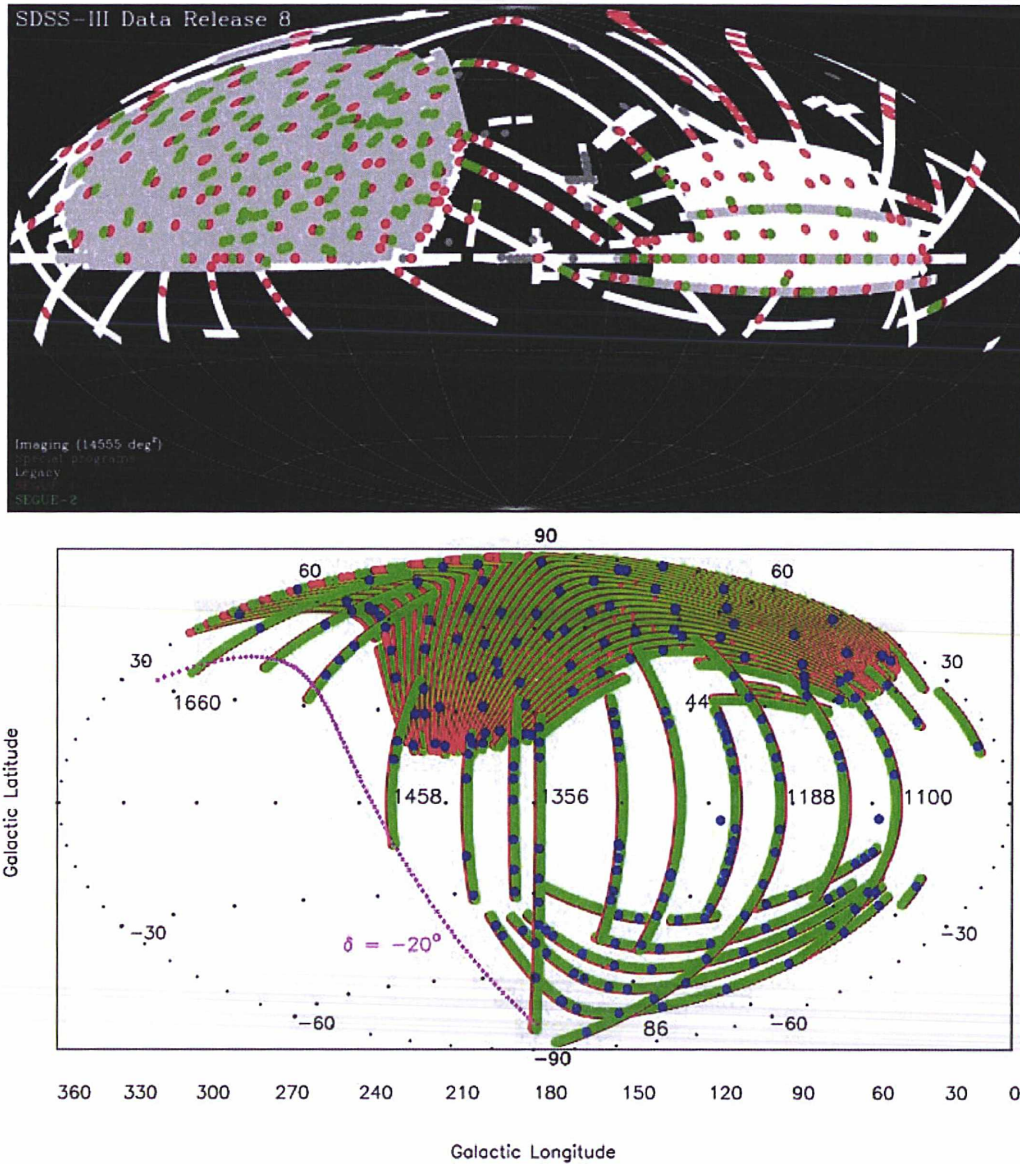 SDSS-III Data Release 8
Imaging (14555 deg²)
Special programs
Legacy
SEGUE-2
90
60 60
30 30
1660 44
1458 1356 1188 1100
Galactic Latitude
-30 -30
δ = -20°
-60 86 -60
-90
360 330 300 270 240 210 180 150 120 90 60 30 0
Galactic Longitude